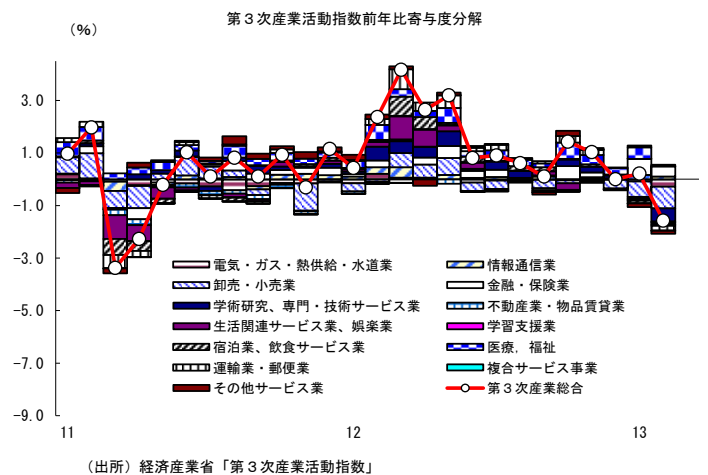 第３次産業活動指数前年比寄与度分解
（％）
3.0
1.0
−1.0
−3.0
−5.0
−7.0
−9.0
電気・ガス・熱供給・水道業 情報通信業
卸売・小売業 金融・保険業
学術研究、専門・技術サービス業 不動産業・物品賃貸業
生活関連サービス業、娯楽業 学習支援業
宿泊業、飲食サービス業 医療，福祉
運輸業・郵便業 複合サービス事業
その他サービス業 第３次産業総合
11 12 13
（出所）経済産業省「第３次産業活動指数」